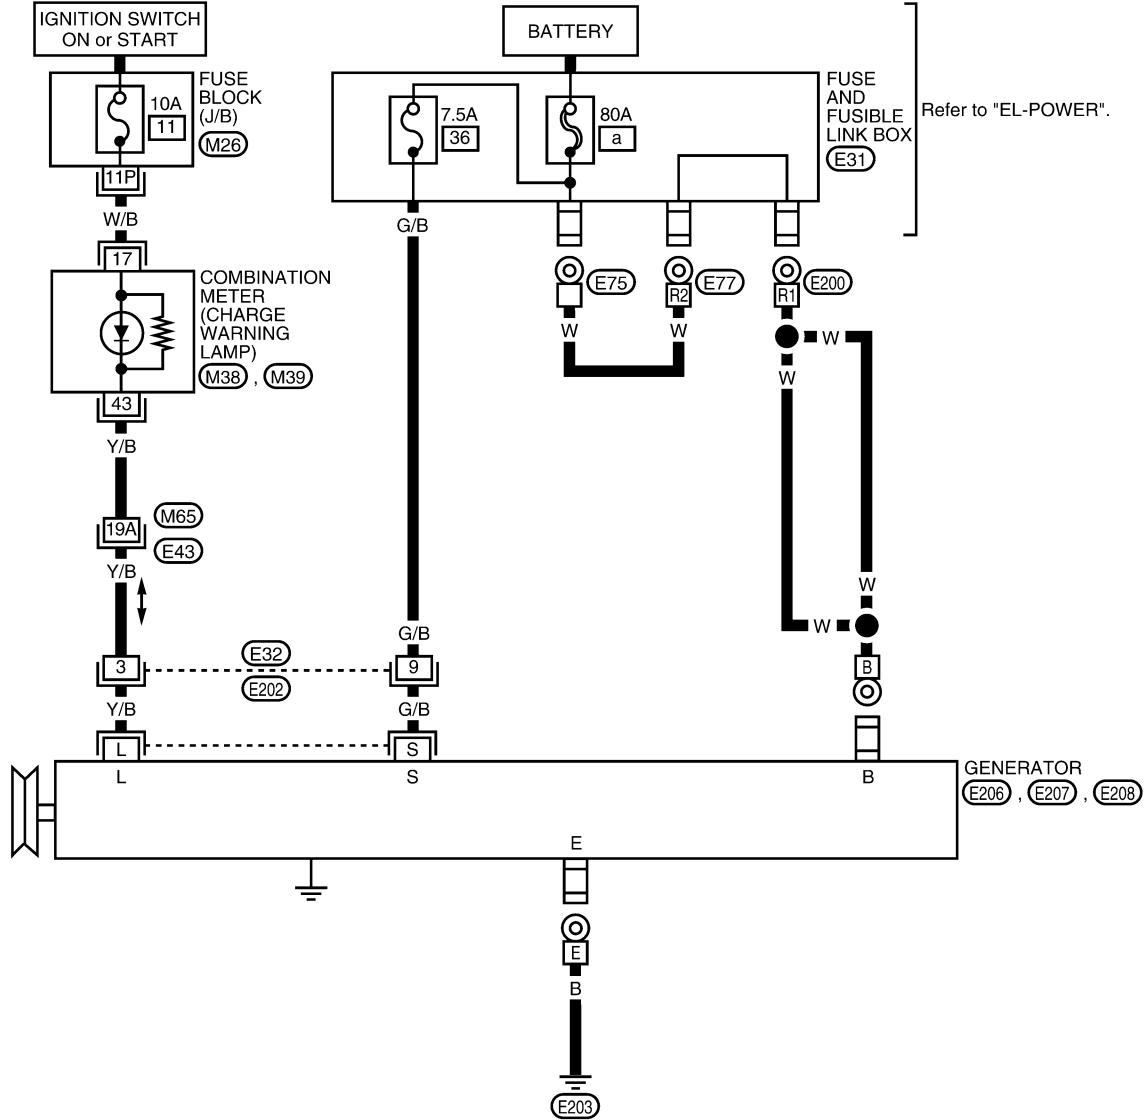 IGNITION SWITCH
ON or START
BATTERY
FUSE
BLOCK
(J/B)
M26
10A
11
11P
W/B
17
7.5A
36
80A
a
FUSE
AND
FUSIBLE
LINK BOX
E31
Refer to "EL-POWER".
G/B
COMBINATION
METER
(CHARGE
WARNING
LAMP)
M38 , M39
43
Y/B
E75
R2
E77
R1
E200
W
W
W
W
19A
M65
E43
Y/B
W
W
G/B
3
E32
E202
9
B
Y/B
G/B
L
S
L
S
B
GENERATOR
E206 , E207 , E208
E
E
B
E203